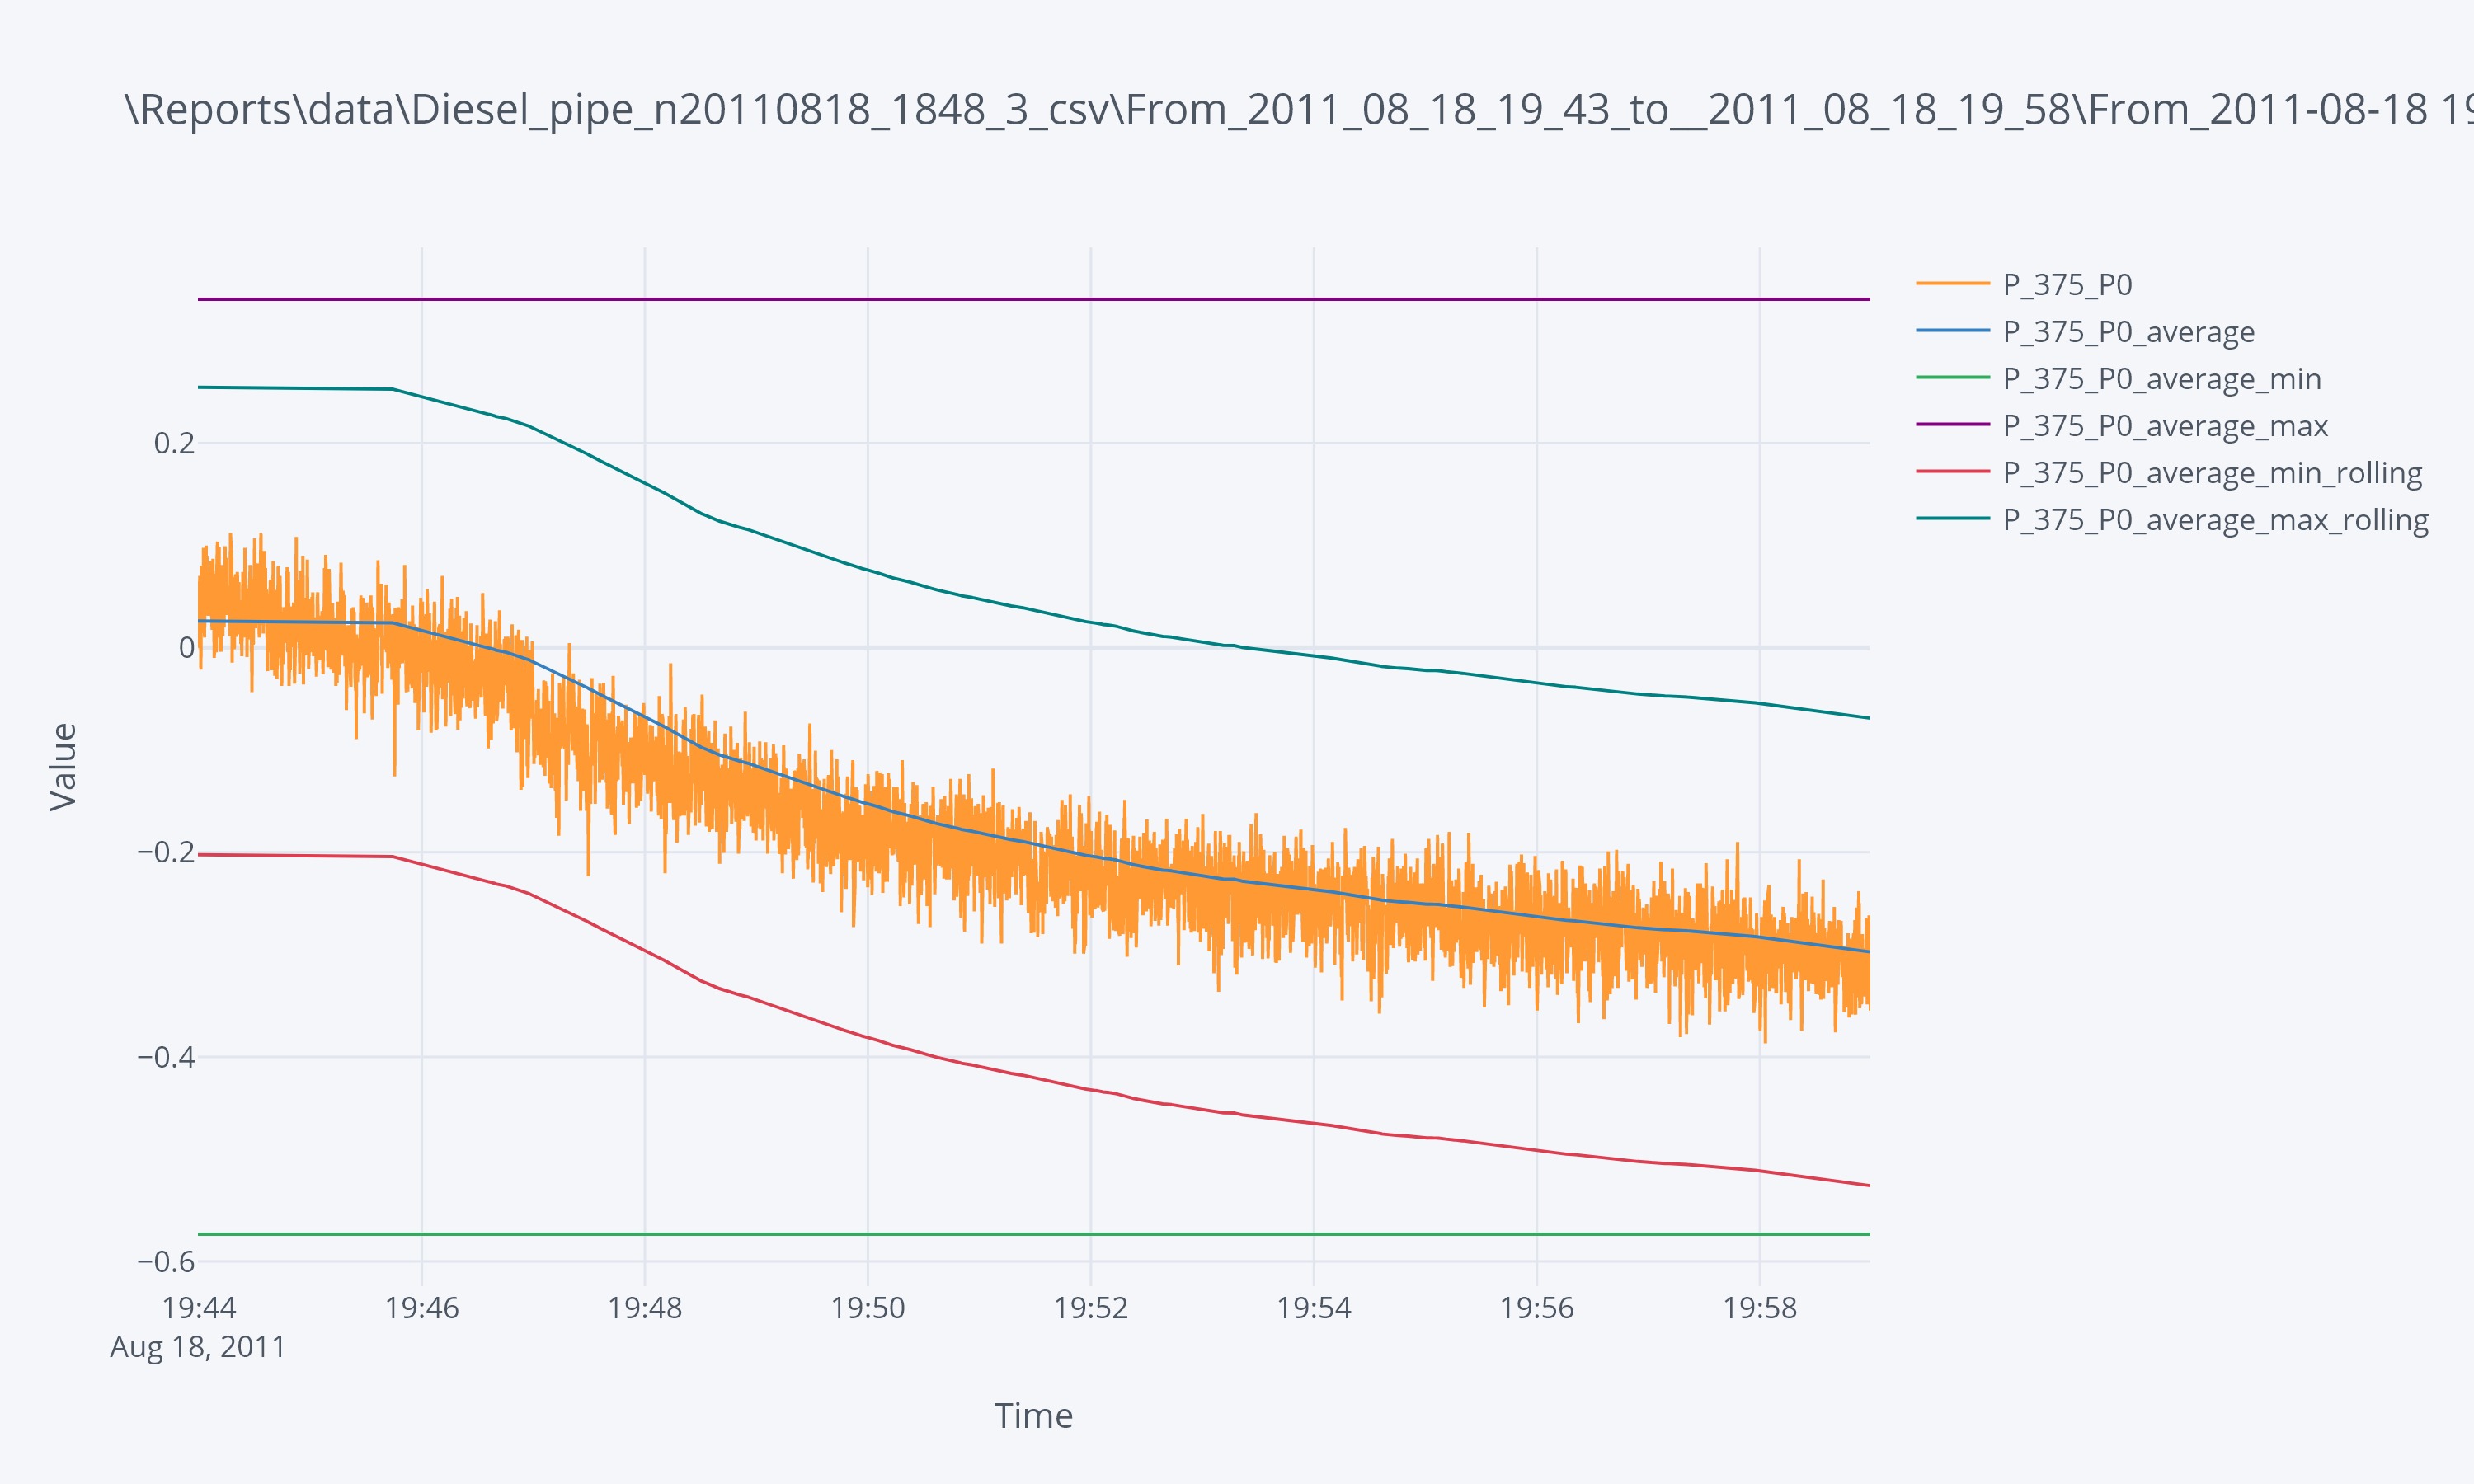 \Reports\data\Diesel_pipe_n20110818_1848_3_csv\From_2011_08_18_19_43_to__2011_08_18_19_58\From_2011-08-18 19
P_375_P0
P_375_P0_average
P_375_P0_average_min
P_375_P0_average_max
P_375_P0_average_min_rolling
P_375_P0_average_max_rolling
Value
0.2
0
−0.2
−0.4
−0.6
19:44 19:46 19:48 19:50 19:52 19:54 19:56 19:58
Aug 18, 2011
Time